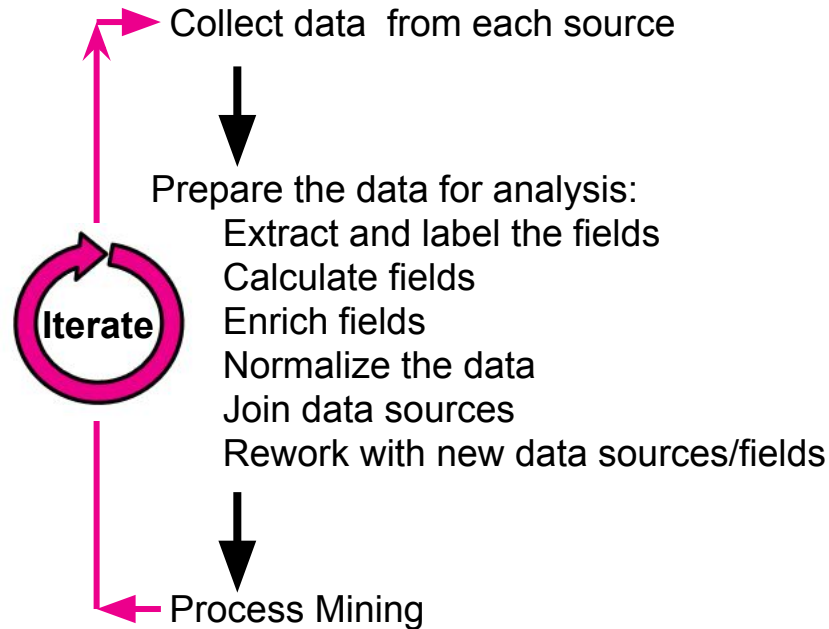 Collect data  from each source
Prepare the data for analysis:
Extract and label the fields
Calculate fields
Enrich fields
Iterate
Normalize the data
Join data sources
Rework with new data sources/fields
Process Mining